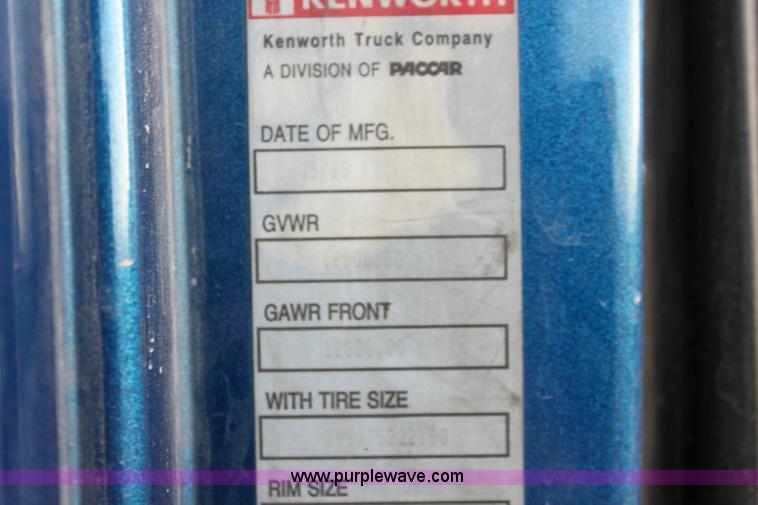 KENWORTH
Kenworth Truck Company
A DIVISION OF PACCAR
DATE OF MFG.
GVWR
GAWR FRONT
WITH TIRE SIZE
www.purplewave.com
RIM SIZE